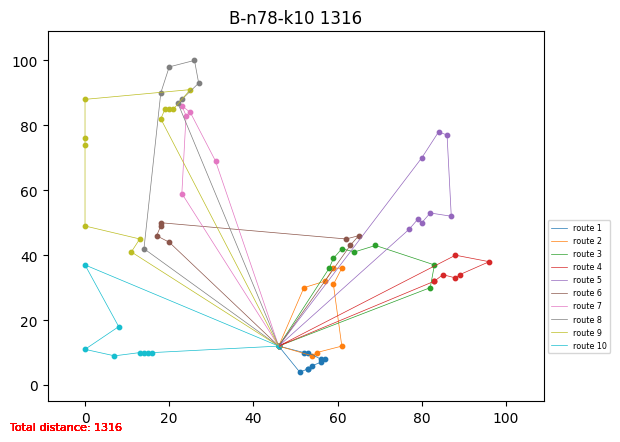 B-n78-k10 1316
100
80
60
40
20
0
0 20 40 60 80 100
route 1
route 2
route 3
route 4
route 5
route 6
route 7
route 8
route 9
route 10
Total distance: 1316